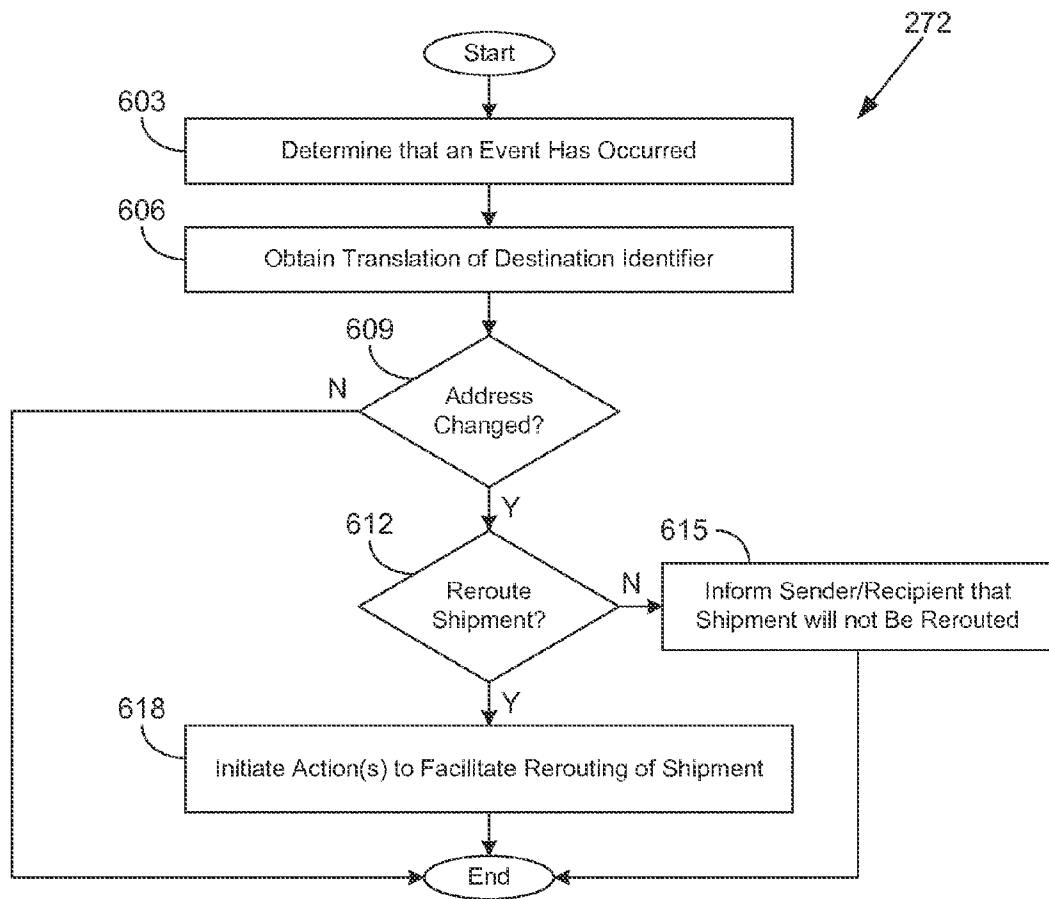 272
Start
603
Determine that an Event Has Occurred
606
Obtain Translation of Destination Identifier
609
N
Address
Changed?
Y
612
615
Reroute
Shipment?
N
Inform Sender/Recipient that
Shipment will not Be Rerouted
Y
618
Initiate Action(s) to Facilitate Rerouting of Shipment
End